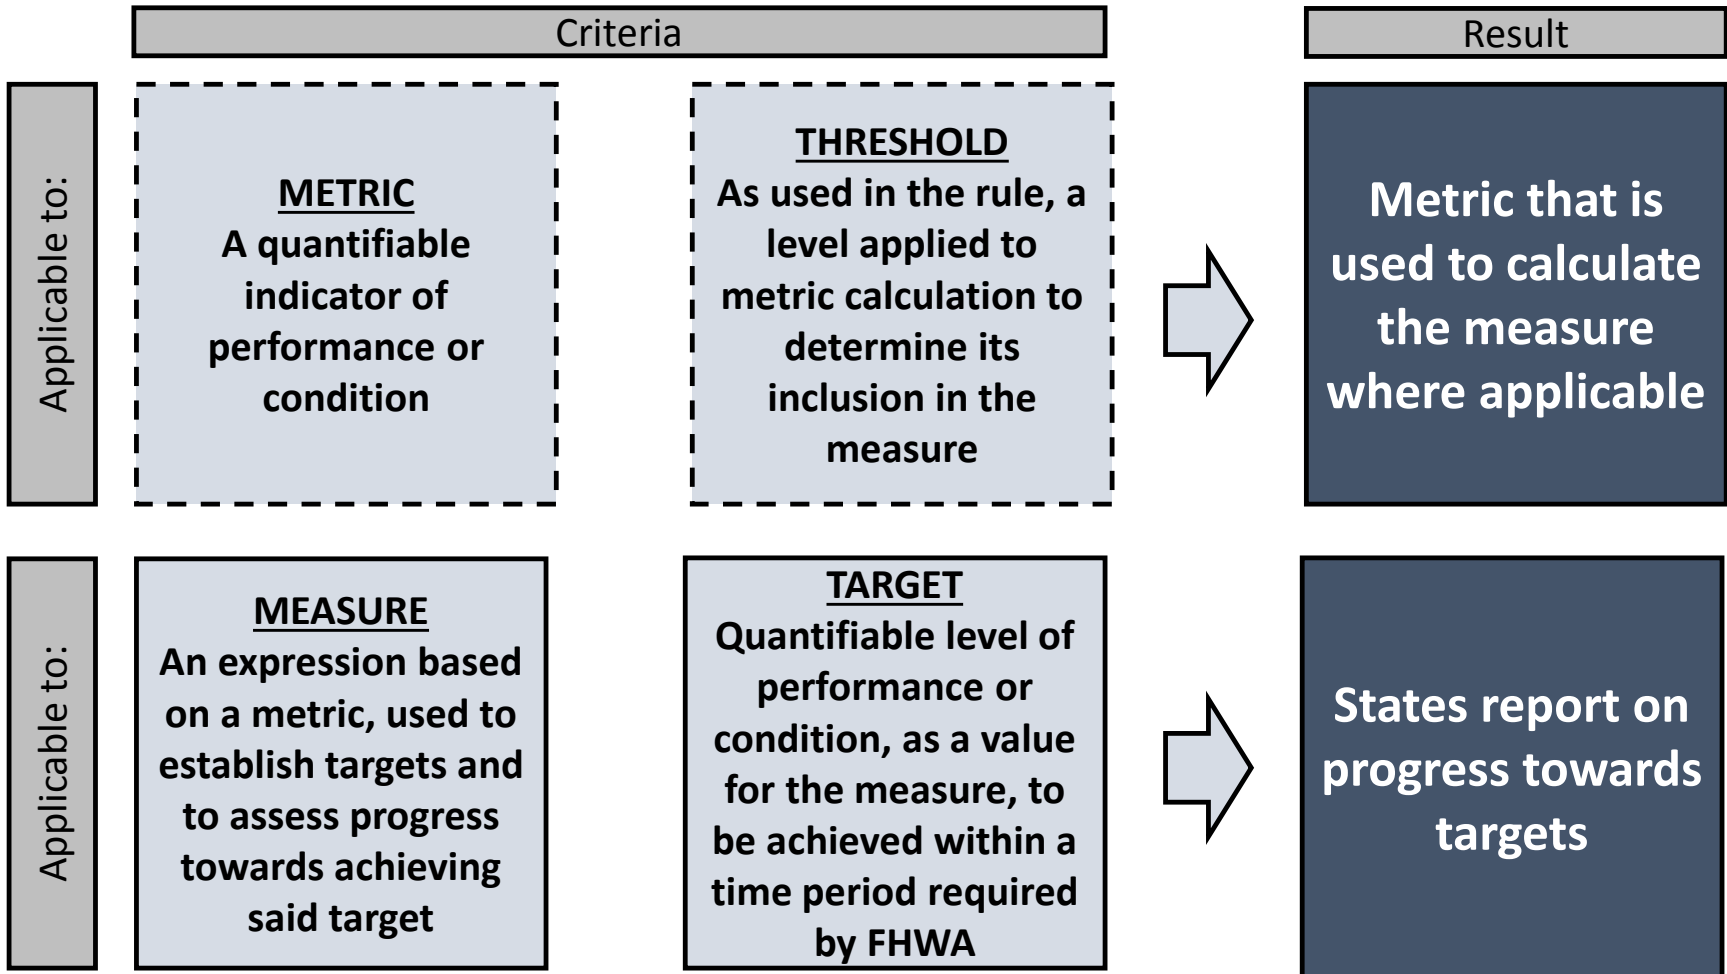 Criteria
Result
Applicable to:
METRIC
A quantifiable
indicator of
performance or
condition
THRESHOLD
As used in the rule, a
level applied to
metric calculation to
determine its
inclusion in the
measure
Metric that is
used to calculate
the measure
where applicable
Applicable to:
MEASURE
An expression based
on a metric, used to
establish targets and
to assess progress
towards achieving
said target
TARGET
Quantifiable level of
performance or
condition, as a value
for the measure, to
be achieved within a
time period required
by FHWA
States report on
progress towards
targets